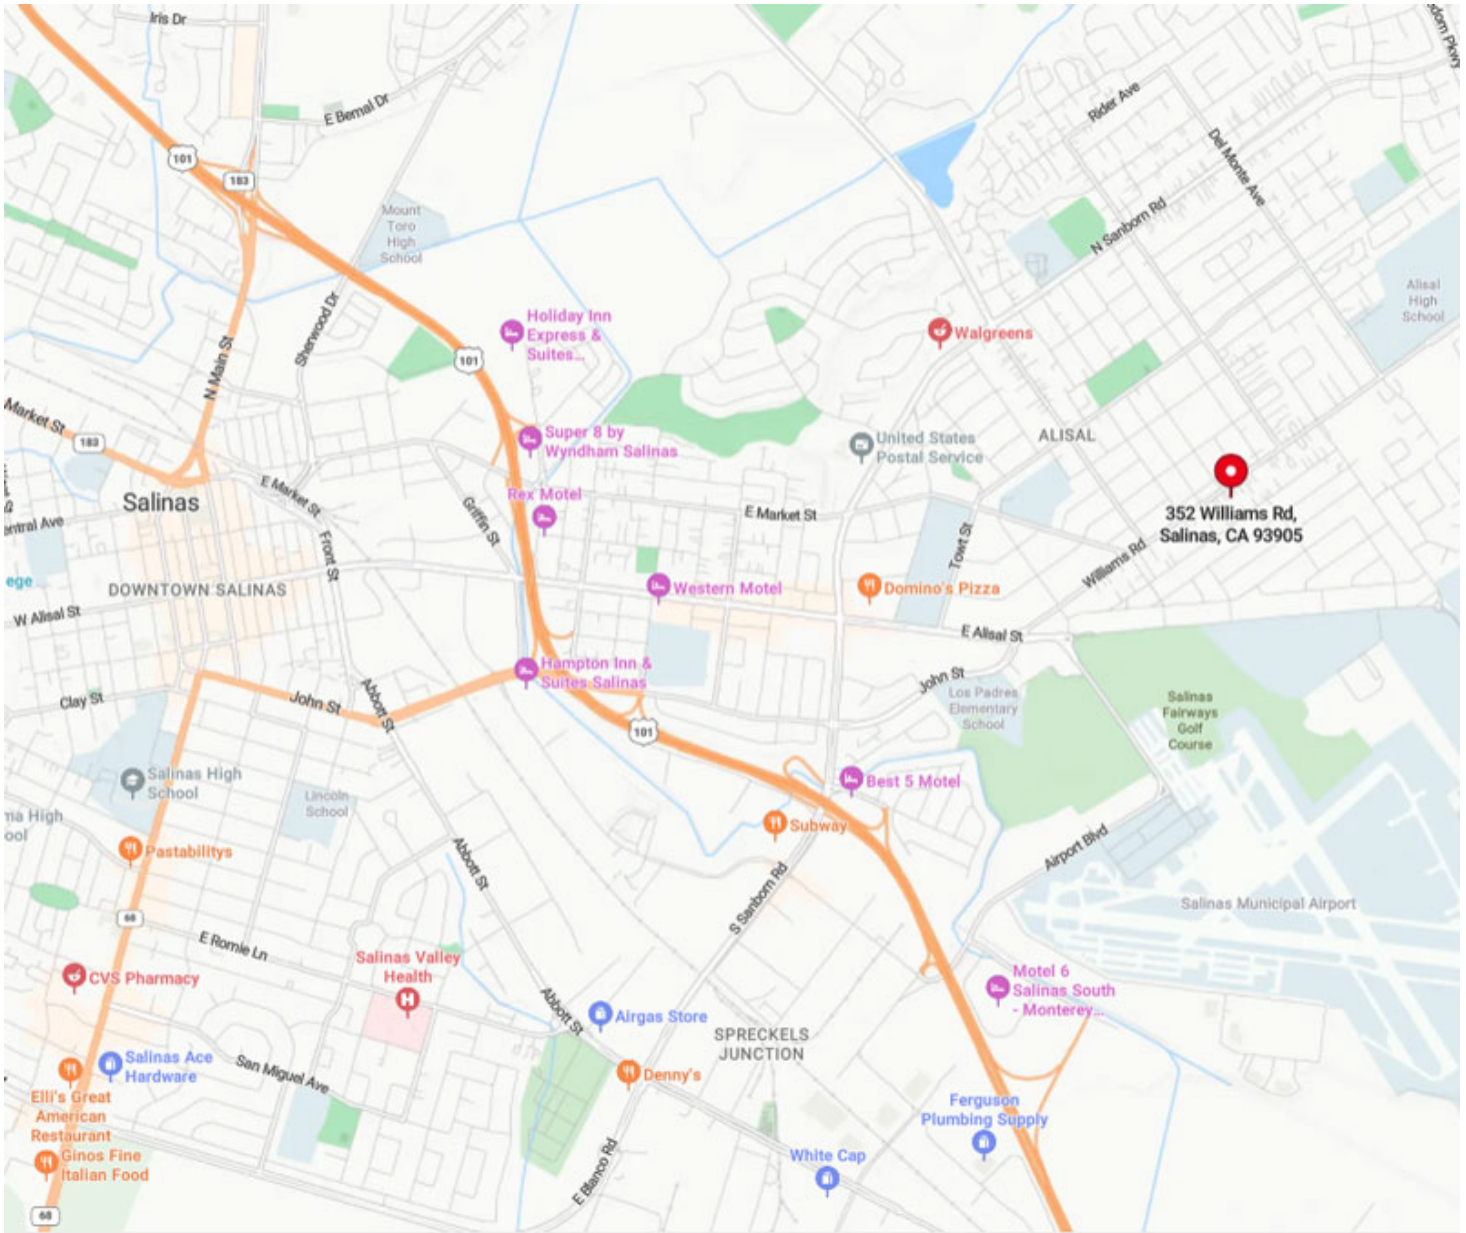 Iris Dr
E Bernal Dr
101
183
Mount
Toro
High
School
Rider Ave
Del Monte Ave
N Sanborn Rd
Alisal
High
School
Sherwood Dr
N Main St
Holiday Inn
Express &
Suites...
101
Walgreens
Market St
183
Super 8 by
Wyndham Salinas
United States
Postal Service
ALISAL
Salinas
E Market St
Griffin St
Rex Motel
E Market St
Towt St
352 Williams Rd,
Salinas, CA 93905
Williams Rd
entral Ave
Front St
ege
DOWNTOWN SALINAS
Western Motel
Domino's Pizza
W Alisal St
E Alisal St
Hampton Inn &
Suites Salinas
John St
Los Padres
Elementary
School
Clay St
John St
Abbott St
Salinas
Fairways
Golf
Course
101
Salinas High
School
Lincoln
School
Best 5 Motel
Subway
ma High
ool
Pastabilitys
Abbott St
Airport Blvd
S Sanborn Rd
Salinas Municipal Airport
68
E Romie Ln
Salinas Valley
Health
CVS Pharmacy
Motel 6
Salinas South
- Monterey...
Abbott St
Airgas Store
SPRECKELS
JUNCTION
Salinas Ace
Hardware
San Miguel Ave
Denny's
Elli's Great
American
Restaurant
Ferguson
Plumbing Supply
Ginos Fine
Italian Food
E Blanco Rd
White Cap
68